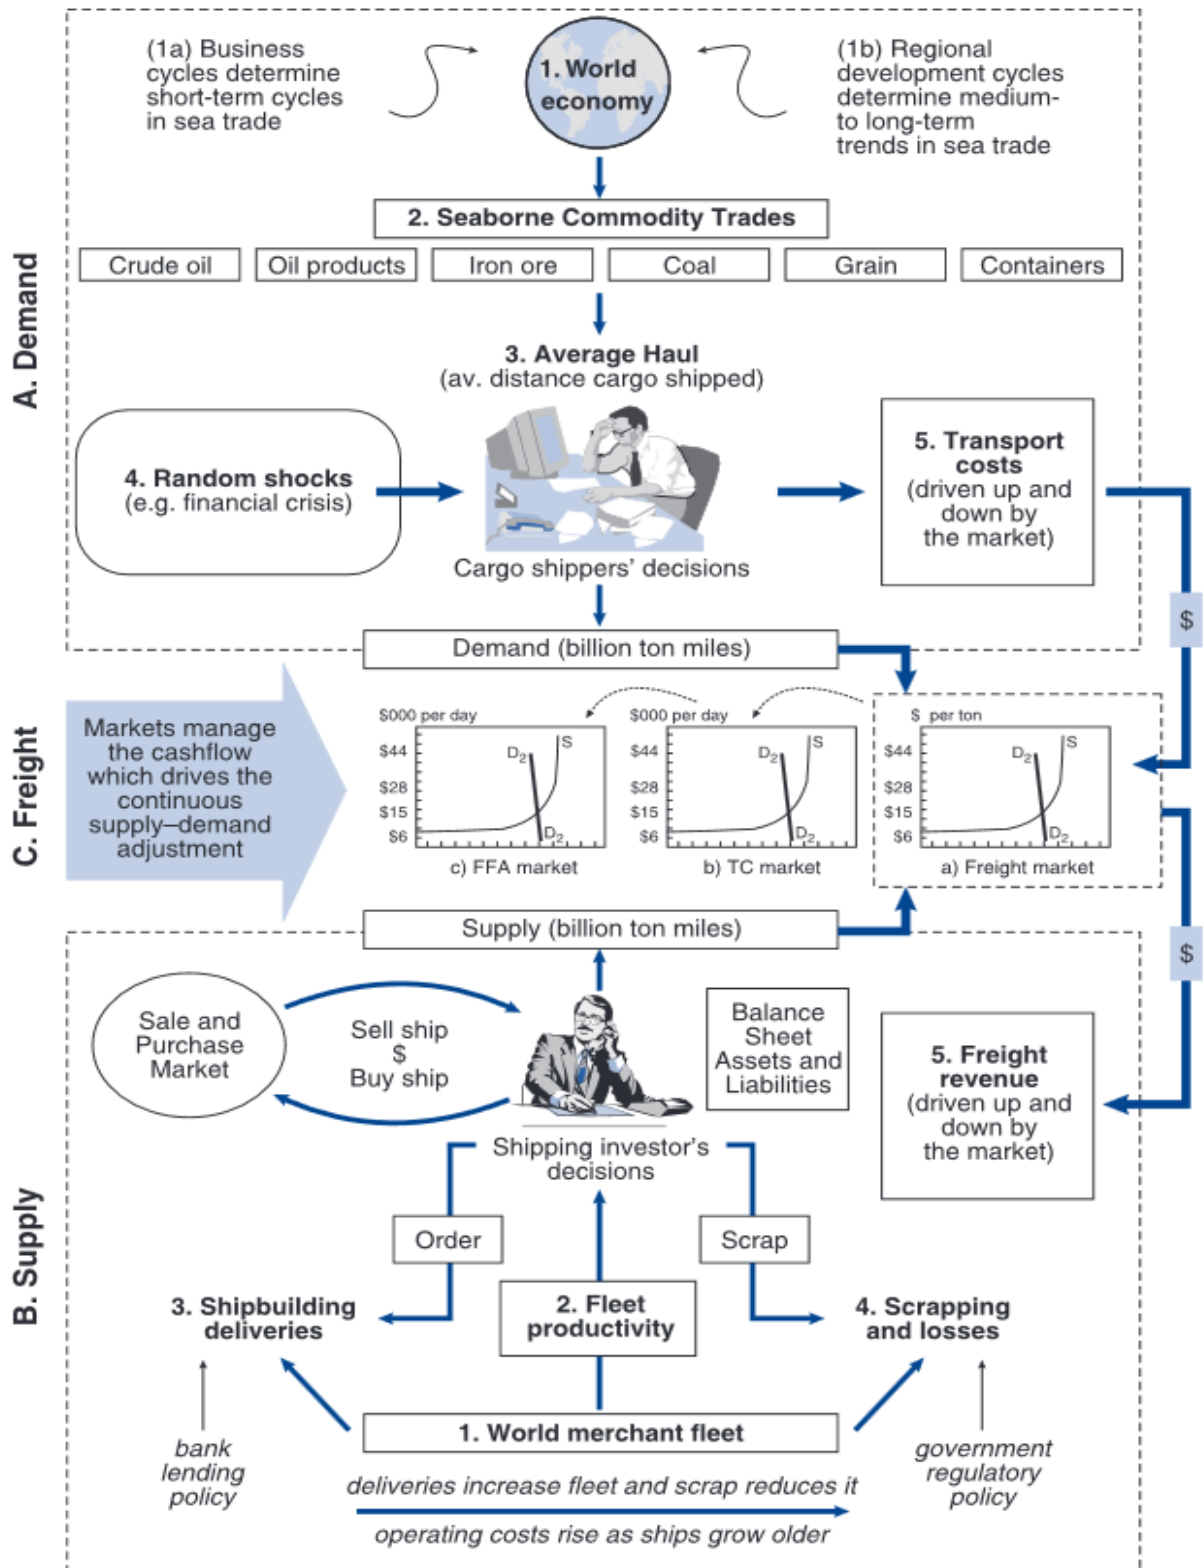 (1a) Business
cycles determine
short-term cycles
in sea trade
1. World
economy
(1b) Regional
development cycles
determine medium-
to long-term
trends in sea trade
A. Demand
2. Seaborne Commodity Trades
Crude oil
Oil products
Iron ore
Coal
Grain
Containers
3. Average Haul
(av. distance cargo shipped)
4. Random shocks
(e.g. financial crisis)
Cargo shippers' decisions
5. Transport
costs
(driven up and
down by
the market)
$
Demand (billion ton miles)
C. Freight
Markets manage
the cashflow
which drives the
continuous
supply–demand
adjustment
$000 per day
$44
$28
$15
$6
D2
S
D2
c) FFA market
$000 per day
$44
$28
$15
$6
D2
S
D2
b) TC market
$ per ton
$44
$28
$15
$6
D2
S
D2
a) Freight market
Supply (billion ton miles)
$
B. Supply
Sale and
Purchase
Market
Sell ship
$
Buy ship
Balance
Sheet
Assets and
Liabilities
5. Freight
revenue
(driven up and
down by
the market)
Shipping investor's
decisions
Order
Scrap
3. Shipbuilding
deliveries
2. Fleet
productivity
4. Scrapping
and losses
1. World merchant fleet
bank
lending
policy
deliveries increase fleet and scrap reduces it
operating costs rise as ships grow older
government
regulatory
policy